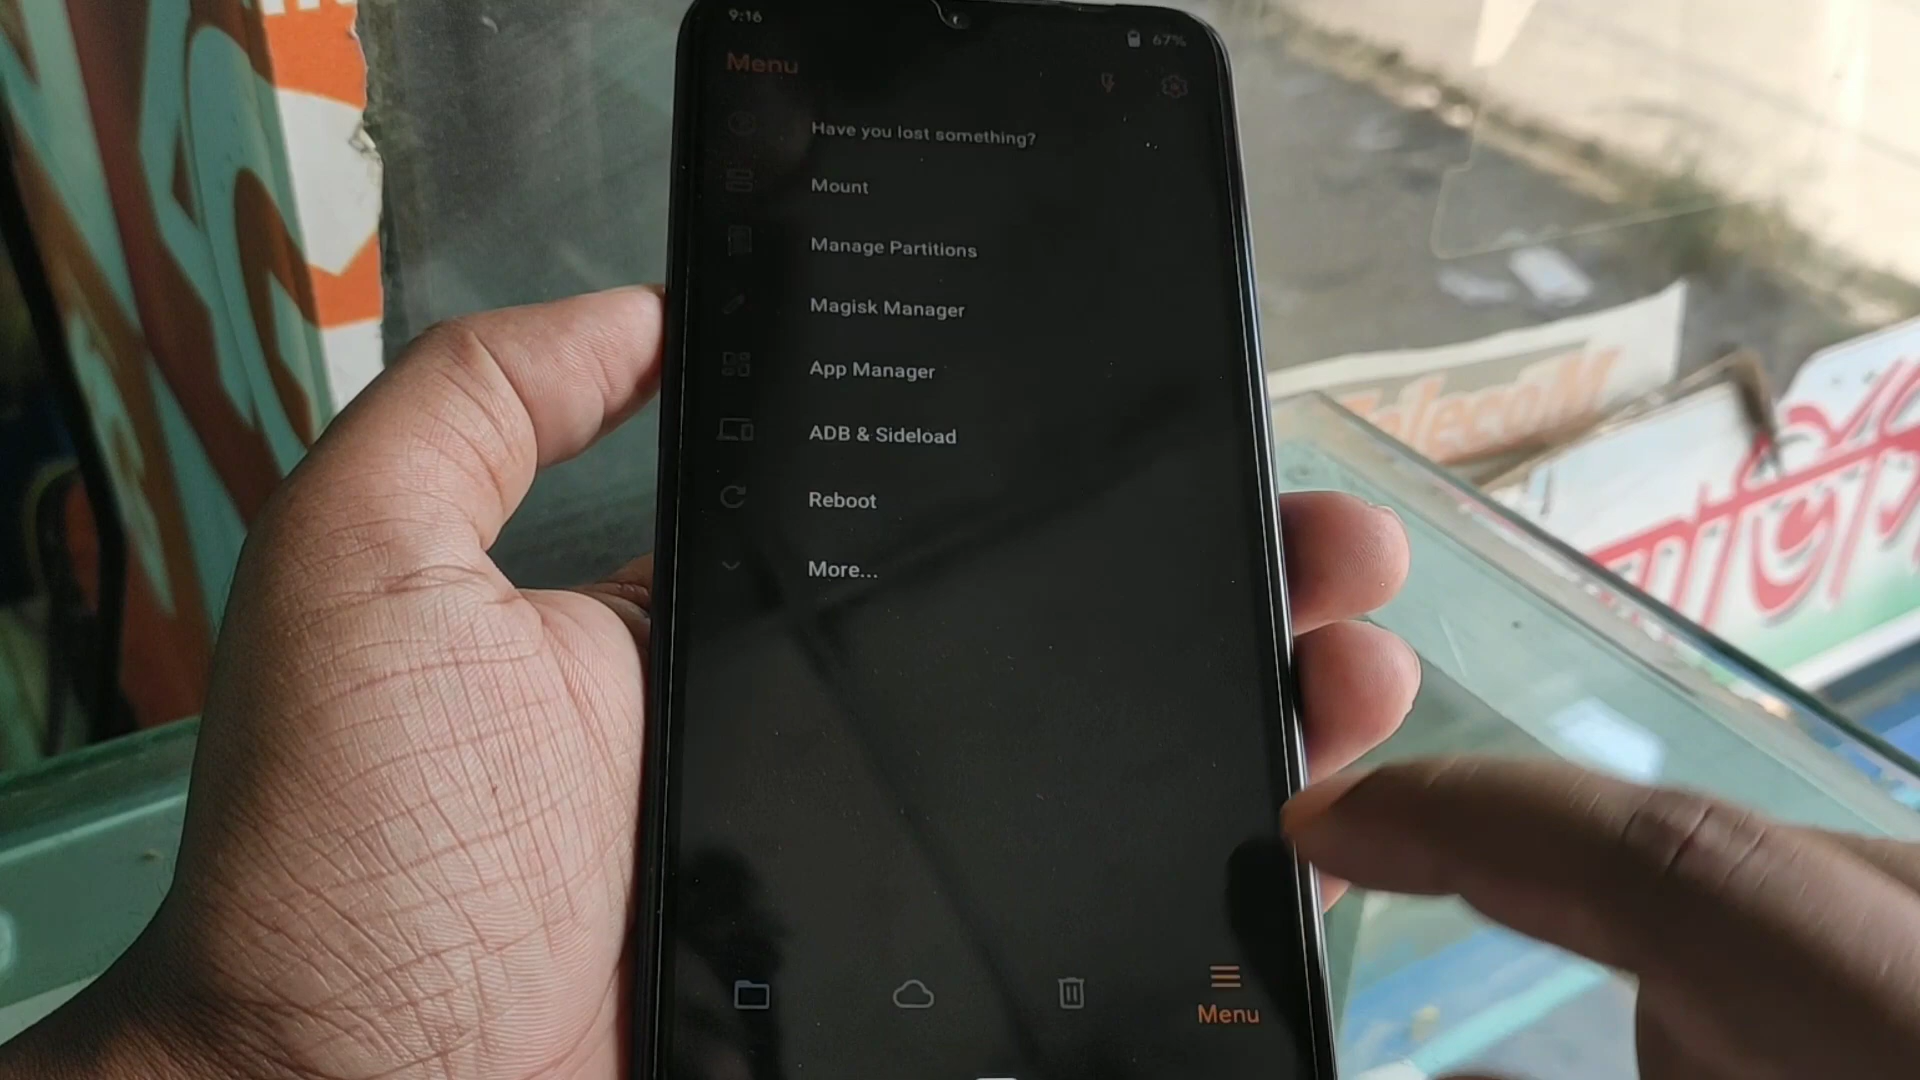 9:16
67%
Menu
Have you lost something?
Mount
Manage Partitions
Magisk Manager
App Manager
ADB & Sideload
Reboot
More...
Menu
TelecoM